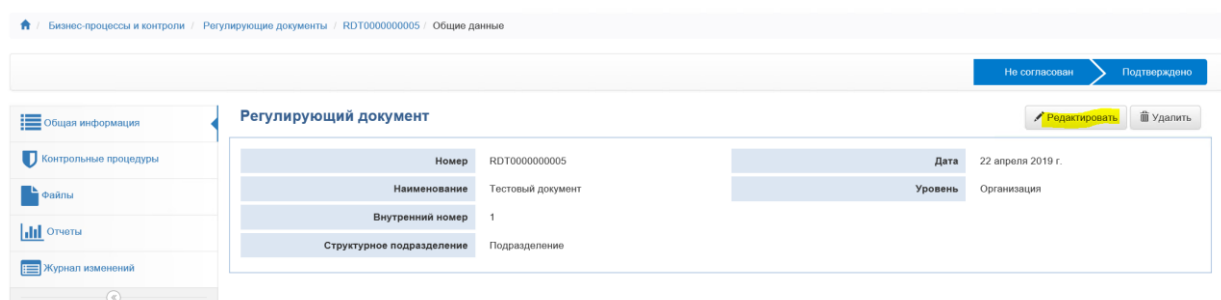 / Бизнес-процессы и контроли / Регулирующие документы / RDT0000000005 / Общие данные
Не согласован Подтверждено
Общая информация
Контрольные процедуры
Файлы
Отчеты
Журнал изменений
Регулирующий документ
Редактировать Удалить
Номер RDT0000000005 Дата 22 апреля 2019 г.
Наименование Тестовый документ Уровень Организация
Внутренний номер 1
Структурное подразделение Подразделение